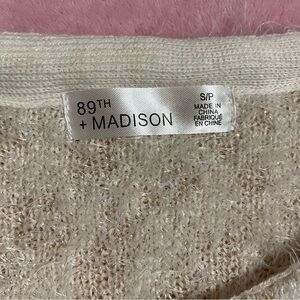 89TH
+ MADISON
S/P
MADE IN
CHINA
FABRIQUÉ
EN CHINE